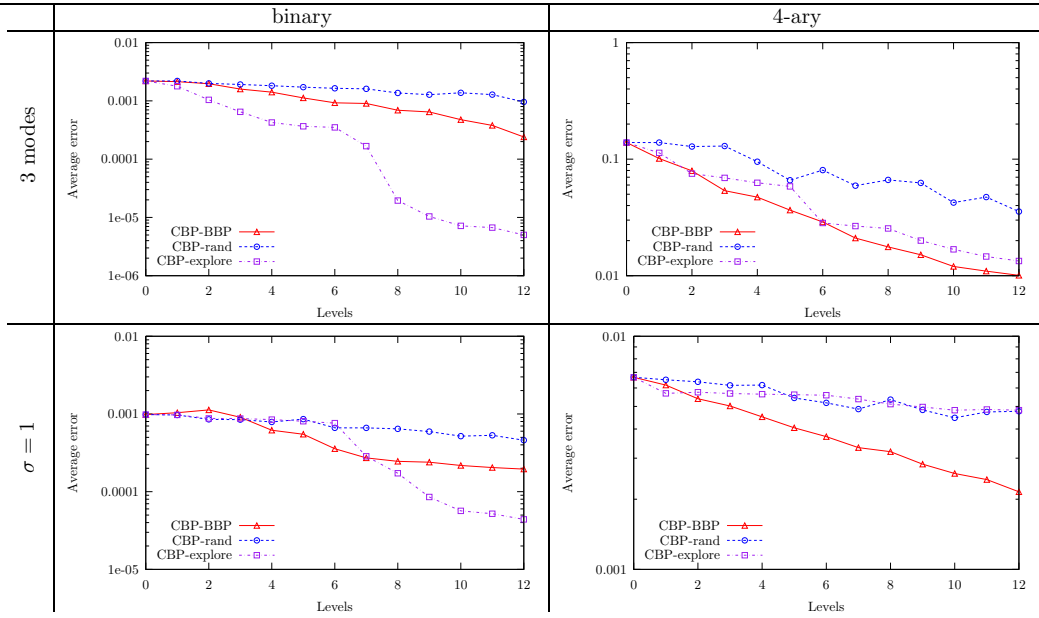 binary
4-ary
3 modes
0.01
0.001
0.0001
1e-05
1e-06
Average error
CBP-BBP
CBP-rand
CBP-explore
0 2 4 6 8 10 12
Levels
1
0.1
0.01
Average error
CBP-BBP
CBP-rand
CBP-explore
0 2 4 6 8 10 12
Levels
σ = 1
0.01
0.001
0.0001
1e-05
Average error
CBP-BBP
CBP-rand
CBP-explore
0 2 4 6 8 10 12
Levels
0.01
0.001
Average error
CBP-BBP
CBP-rand
CBP-explore
0 2 4 6 8 10 12
Levels